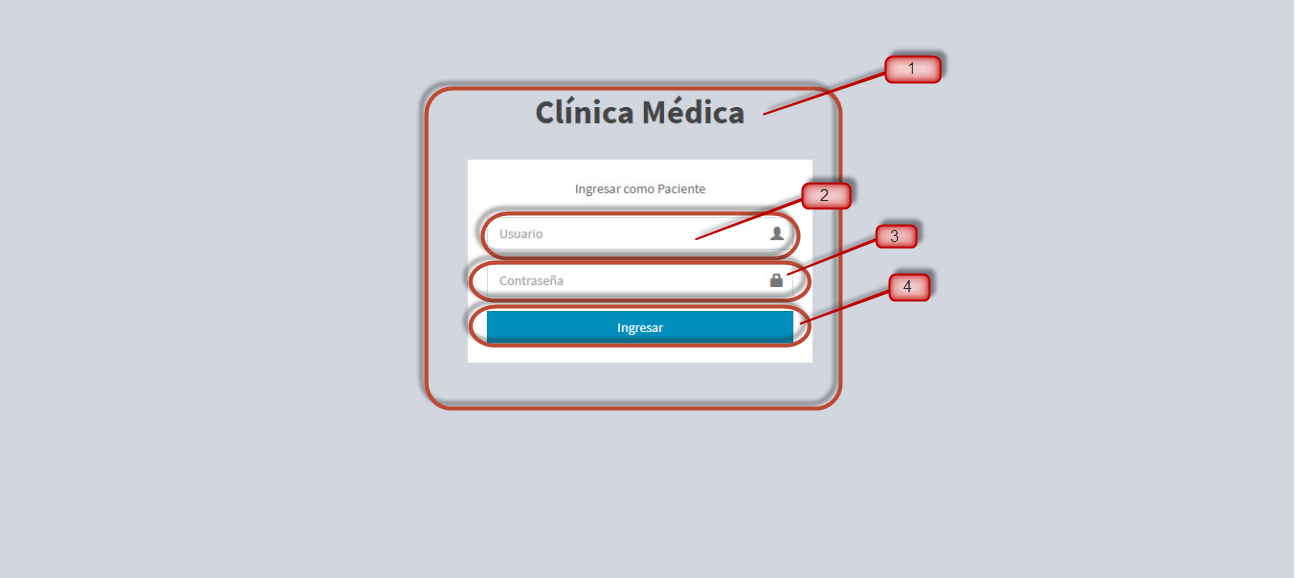 1
Clínica Médica
Ingresar como Paciente
2
Usuario
3
Contraseña
4
Ingresar